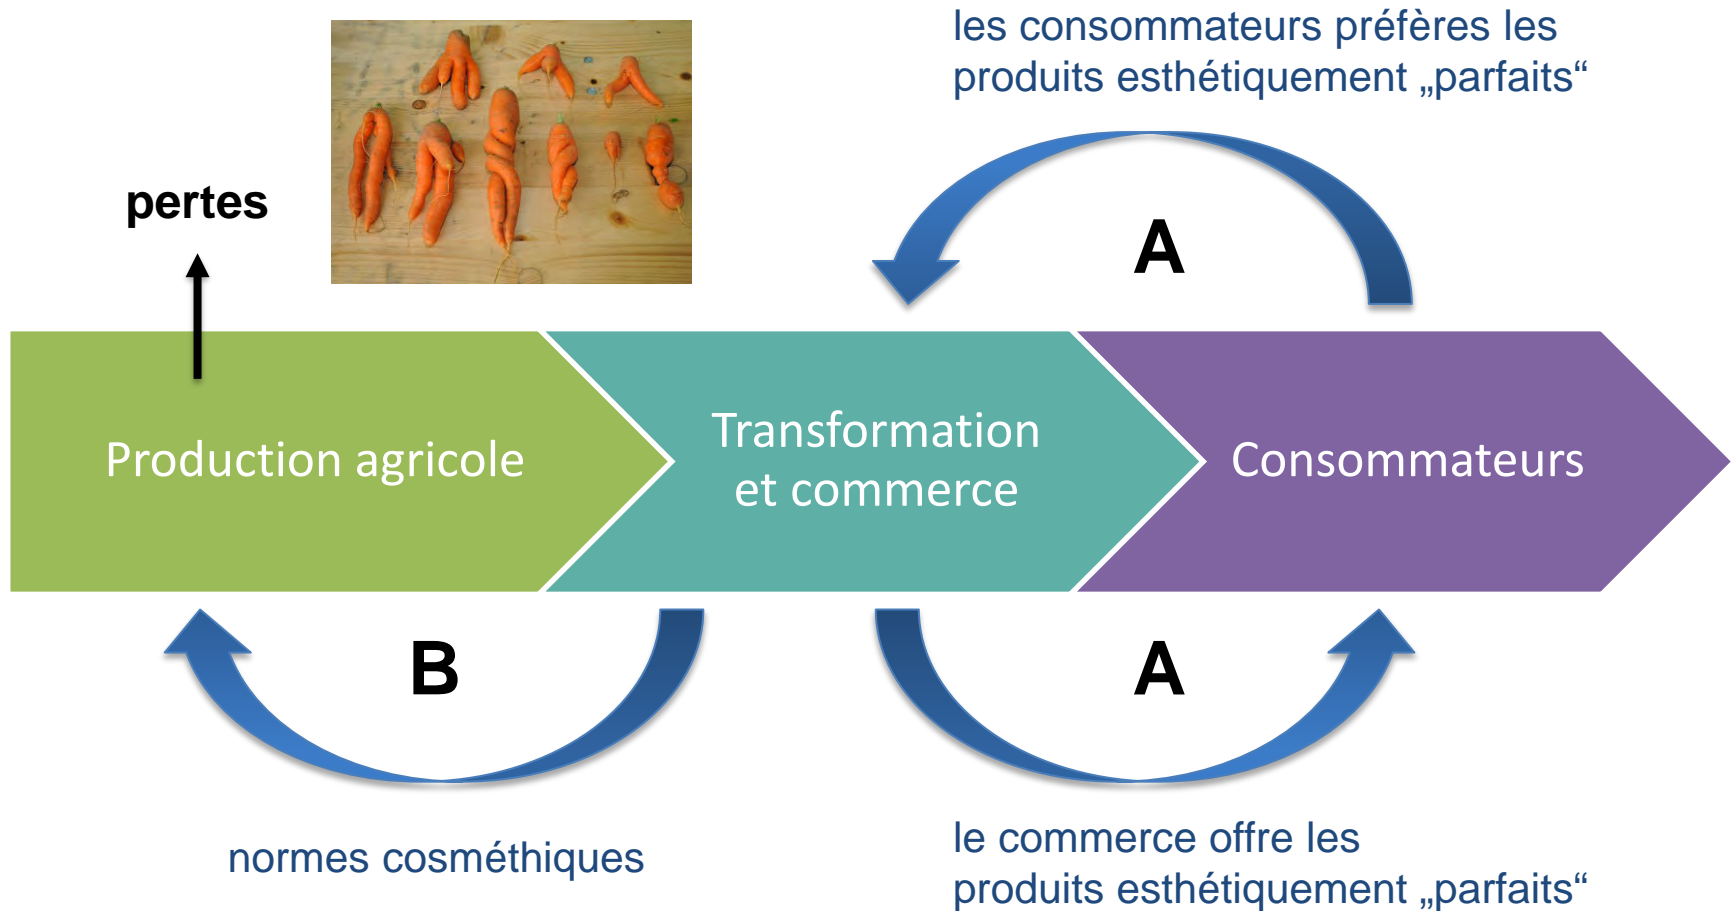 les consommateurs préfères les
produits esthétiquement „parfaits“
pertes
A
Production agricole
Transformation
et commerce
Consommateurs
B
A
normes cosméthiques
le commerce offre les
produits esthétiquement „parfaits“